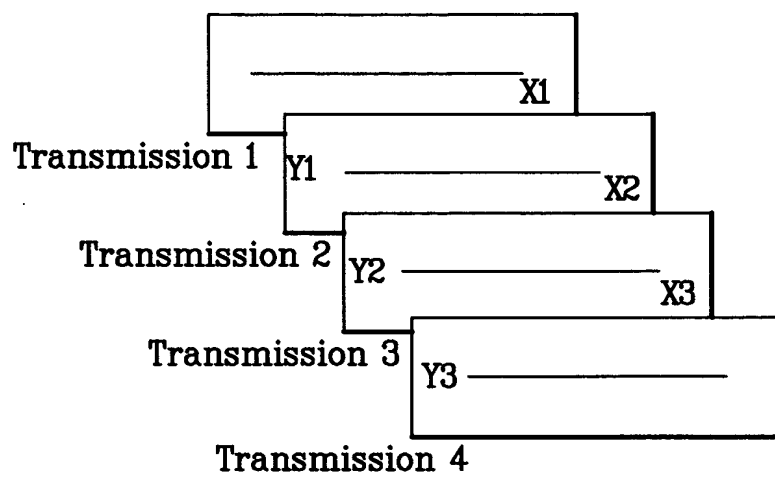 X1
Transmission 1
Y1
X2
Transmission 2
Y2
X3
Transmission 3
Y3
Transmission 4